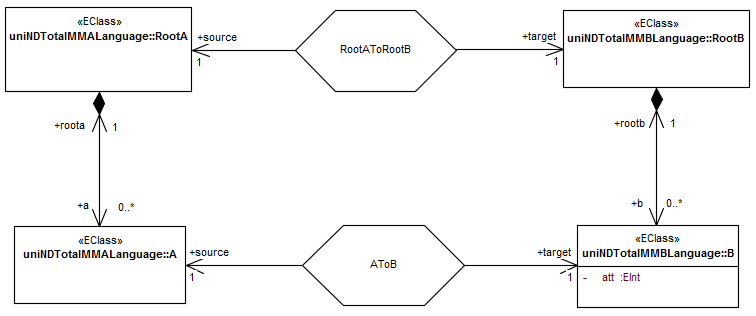 «EClass»
uniNDTotalMMALanguage::RootA
+source
1
RootAToRootB
+target
1
«EClass»
uniNDTotalMMBLanguage::RootB
+roota
1
+rootb
1
+a
0..*
+b
0..*
«EClass»
uniNDTotalMMALanguage::A
+source
1
AToB
+target
1
«EClass»
uniNDTotalMMBLanguage::B
- att :EInt